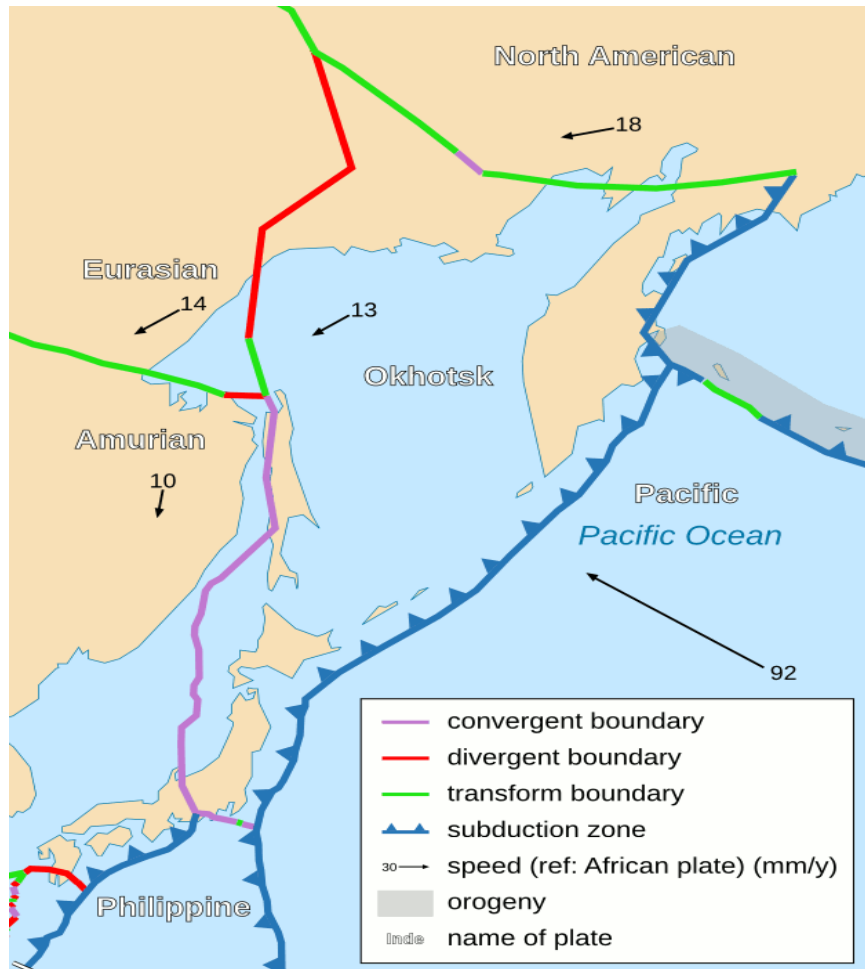 North American
18
Eurasian
14
13
Okhotsk
Amurian
10
Pacific
Pacific Ocean
92
convergent boundary
divergent boundary
transform boundary
subduction zone
30 speed (ref: African plate) (mm/y)
orogeny
Inde name of plate
Philippine